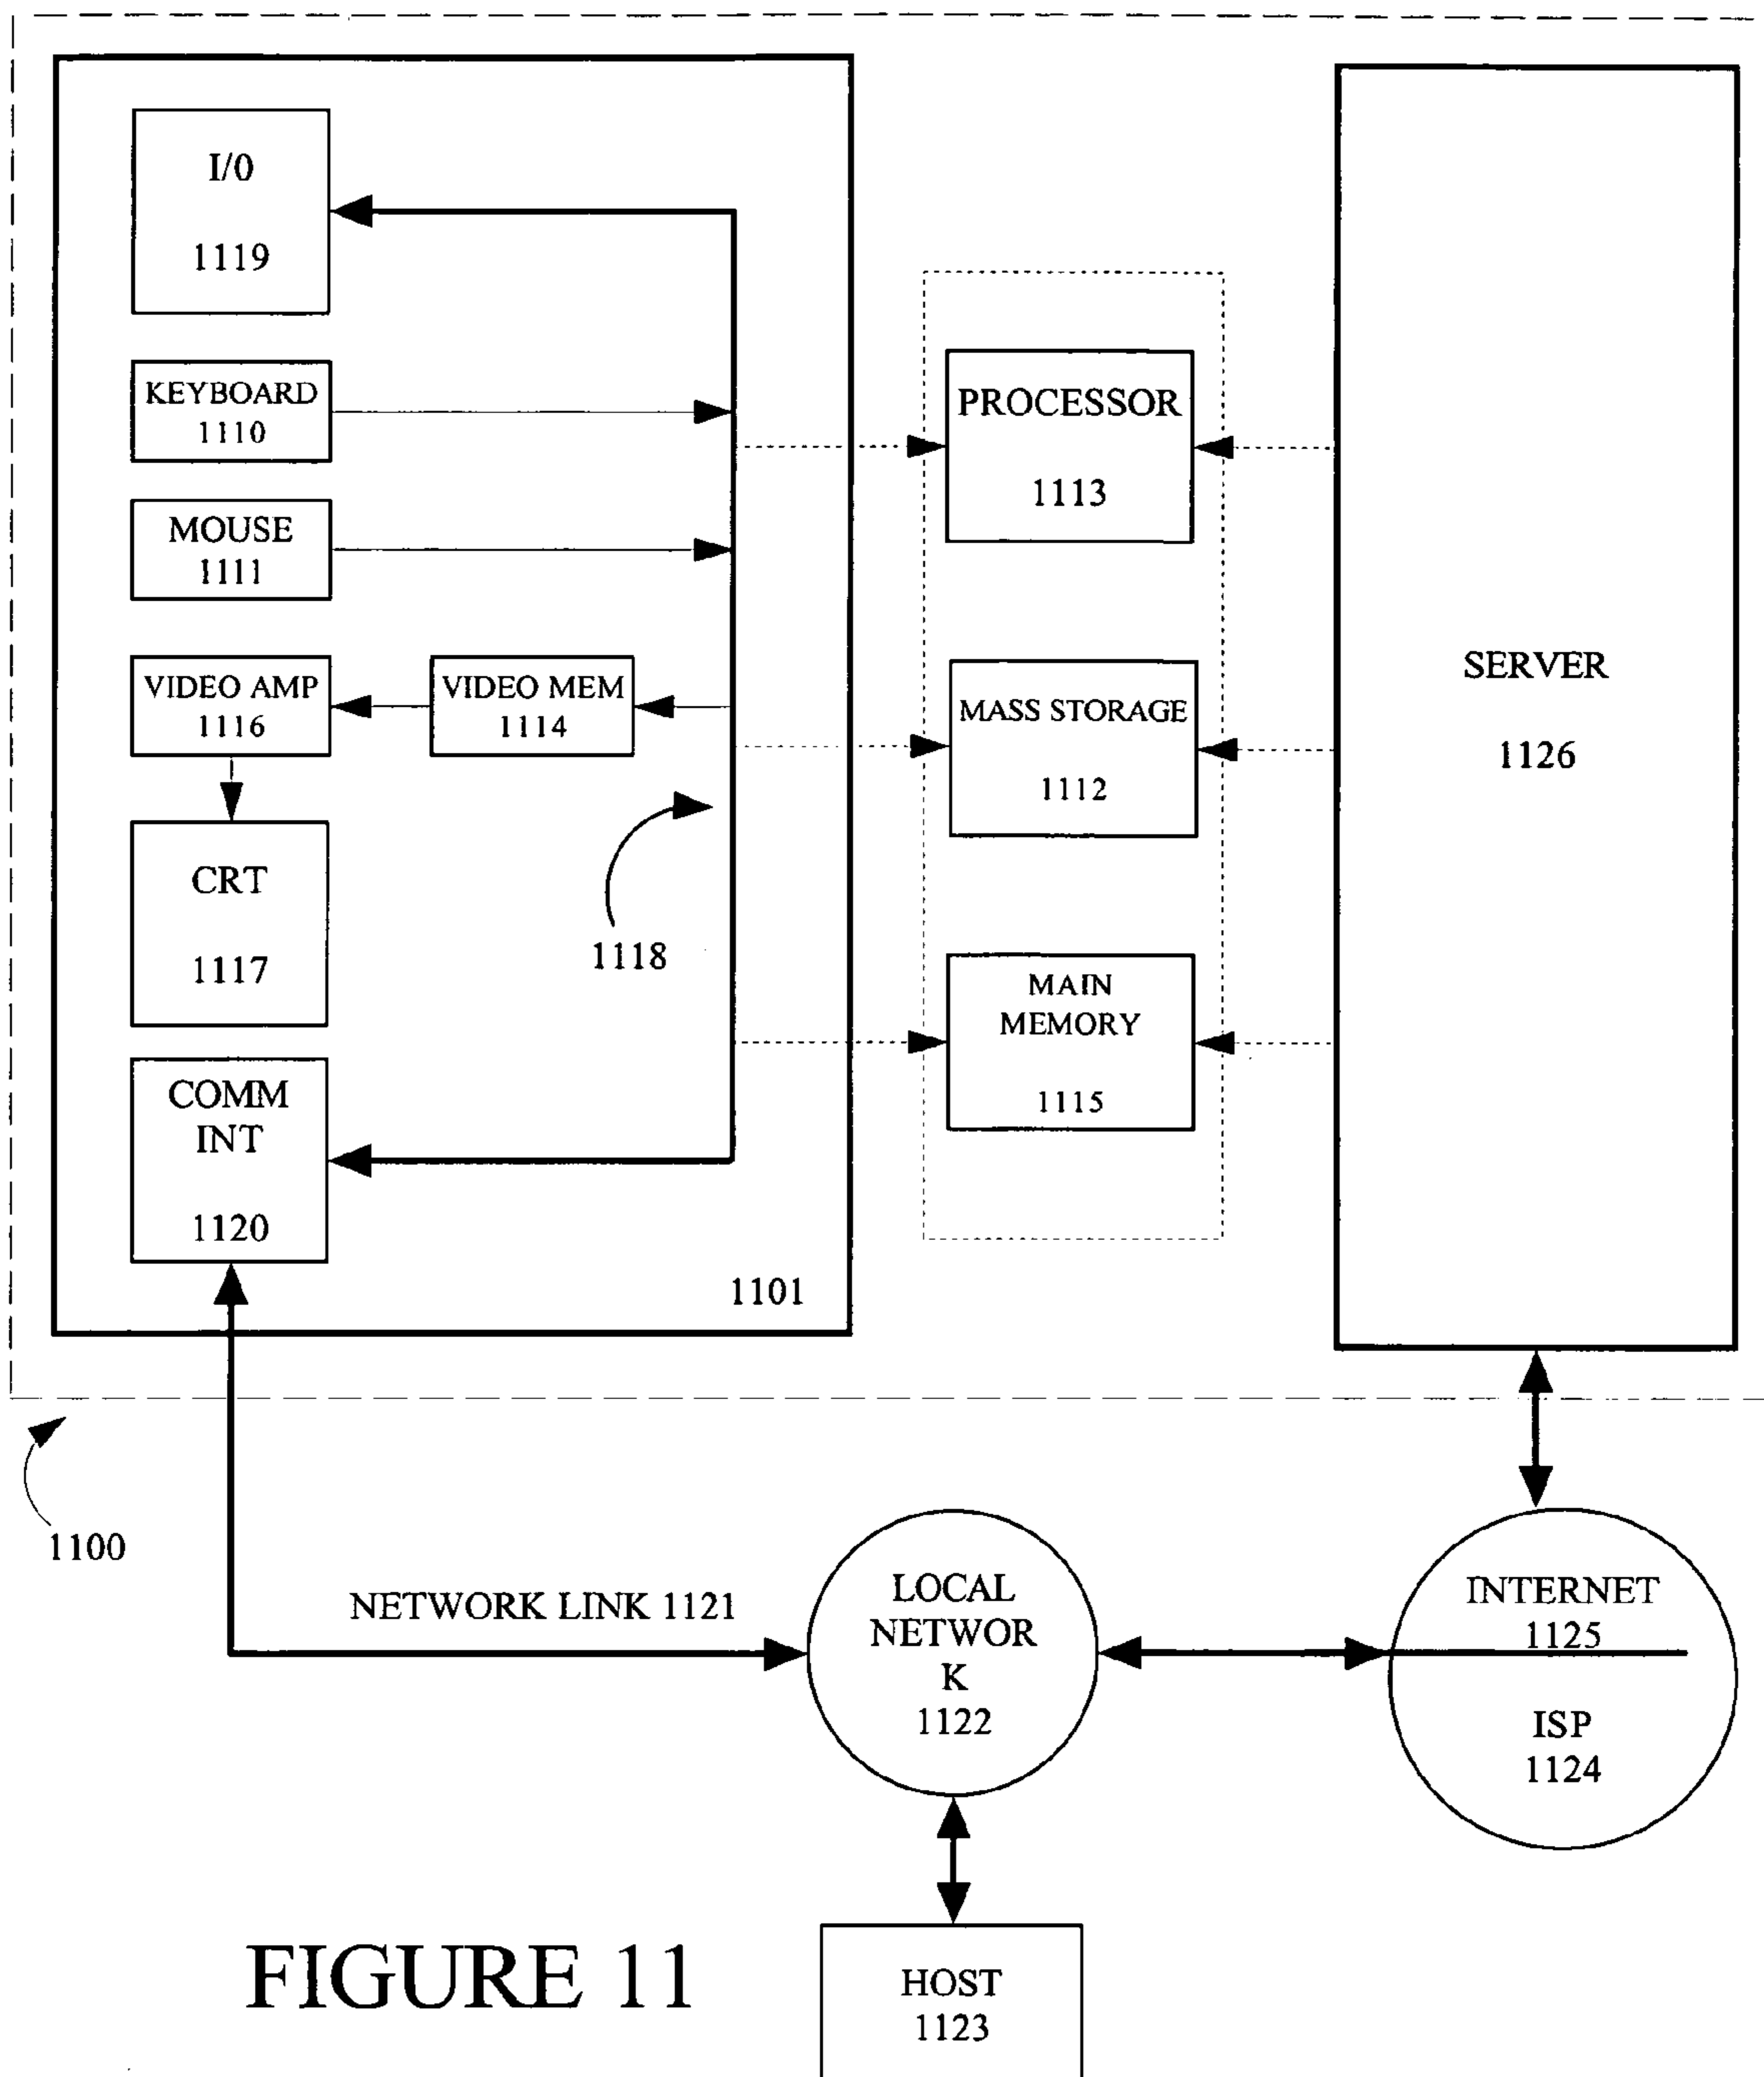 I/0
1119
KEYBOARD
1110
MOUSE
1111
VIDEO AMP
1116
VIDEO MEM
1114
CRT
1117
1118
COMM
INT
1120
1101
PROCESSOR
1113
MASS STORAGE
1112
MAIN
MEMORY
1115
SERVER
1126
1100
NETWORK LINK 1121
LOCAL
NETWOR
K
1122
INTERNET
1125
ISP
1124
HOST
1123
FIGURE 11